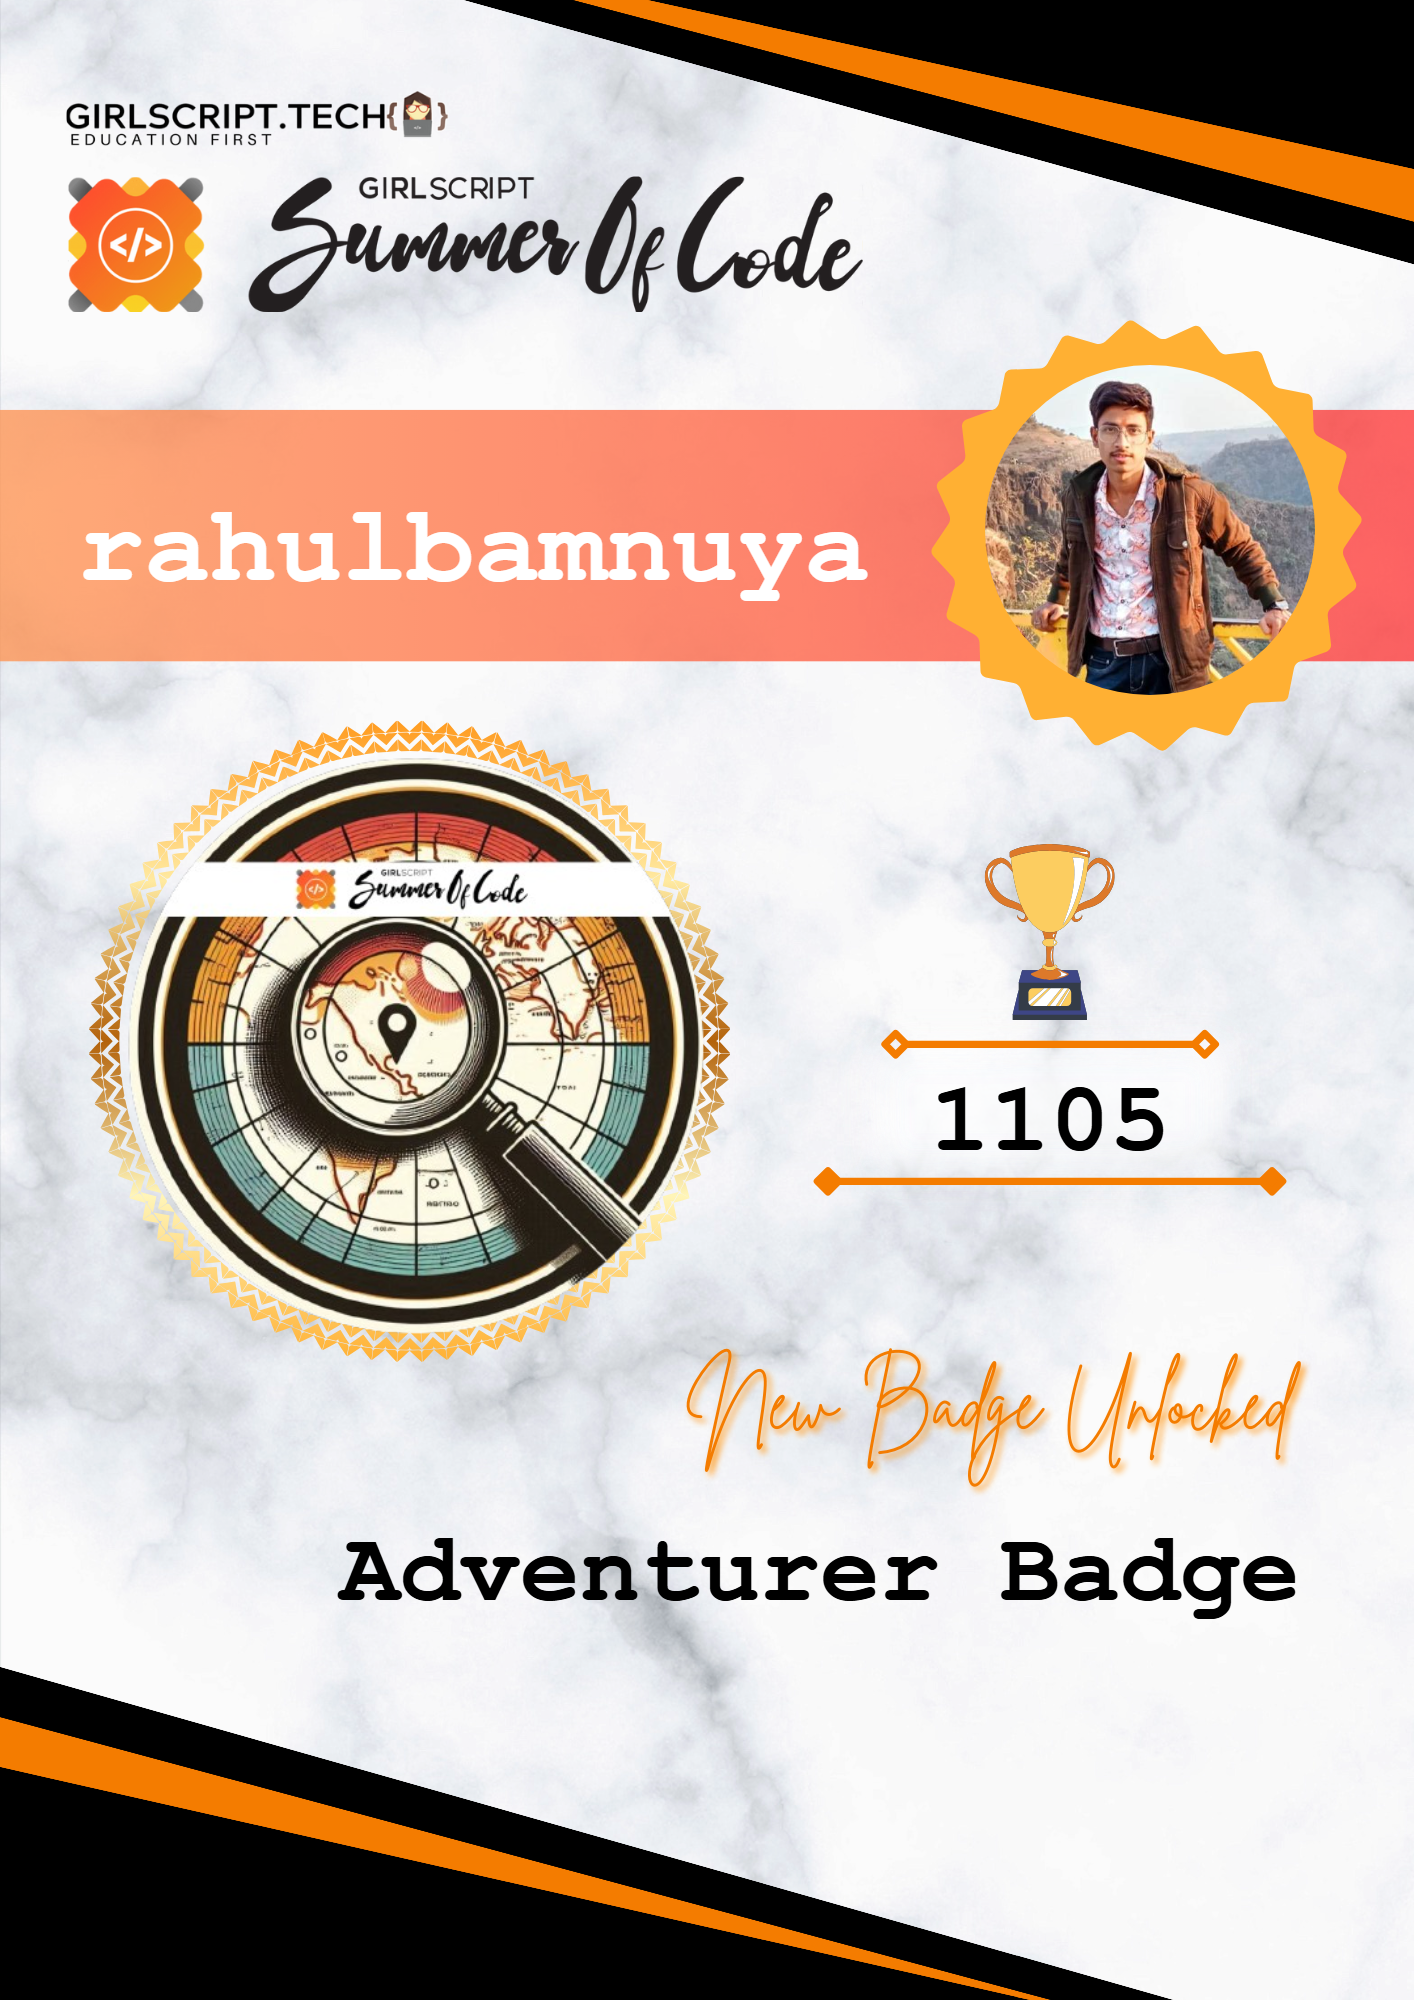 GIRLSCRIPT.TECH{ }
EDUCATION FIRST
GIRLSCRIPT
Summer Of Code
</>
rahulbamnuya
GIRLSCRIPT
</> Summer Of Code
1105
New Badge Unlocked
Adventurer Badge